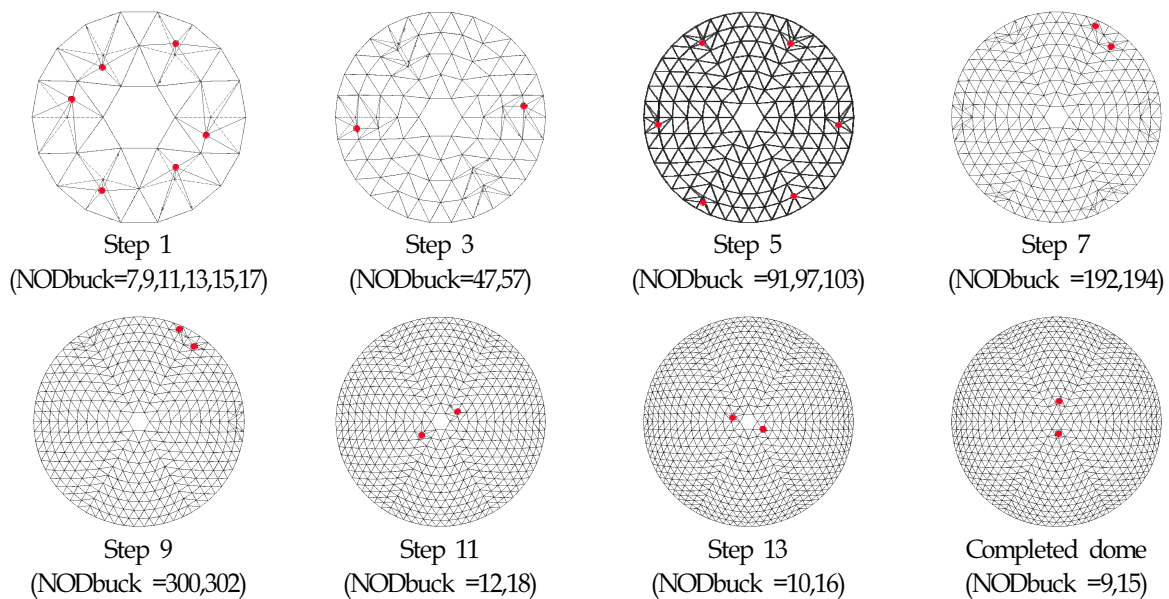 Step 1
(NODbuck=7,9,11,13,15,17)
Step 3
(NODbuck=47,57)
Step 5
(NODbuck =91,97,103)
Step 7
(NODbuck =192,194)
Step 9
(NODbuck =300,302)
Step 11
(NODbuck =12,18)
Step 13
(NODbuck =10,16)
Completed dome
(NODbuck =9,15)